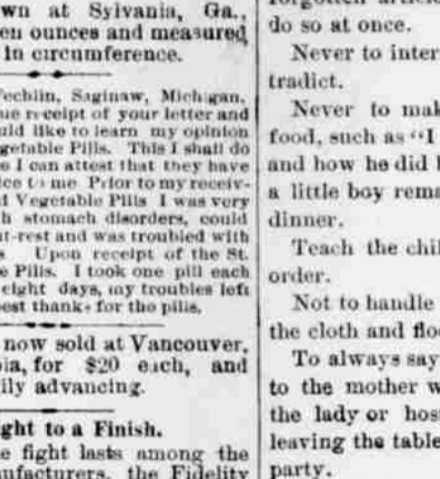 wn at Sylvania, Ga.,
en ounces and measured
in circumference.
echlin, Saginaw, Michigan.
ue receipt of your letter and
uld like to learn my opinion
getable Pills. This I shall do
e I can attest that they have
ice to me Prior to my receiv-
d Vegetable Pills I was very
h stomach disorders, could
t-rest and was troubled with
s Upon receipt of the St.
e Pills. I took one pill each
eight days, my troubles left
best thanks for the pills,
now sold at Vancouver,
bia, for $20 each, and
ily advancing.
ght to a Finish.
e fight lasts among the
ufacturers, the Fidelity
forgotten artic
do so at once.
Never to inter
tradict.
Never to mak
food, such as "I
and how he did
a little boy rema
dinner.
Teach the chil
order.
Not to handle
the cloth and floo
To always say
to the mother w
the lady or hos
leaving the table
party.